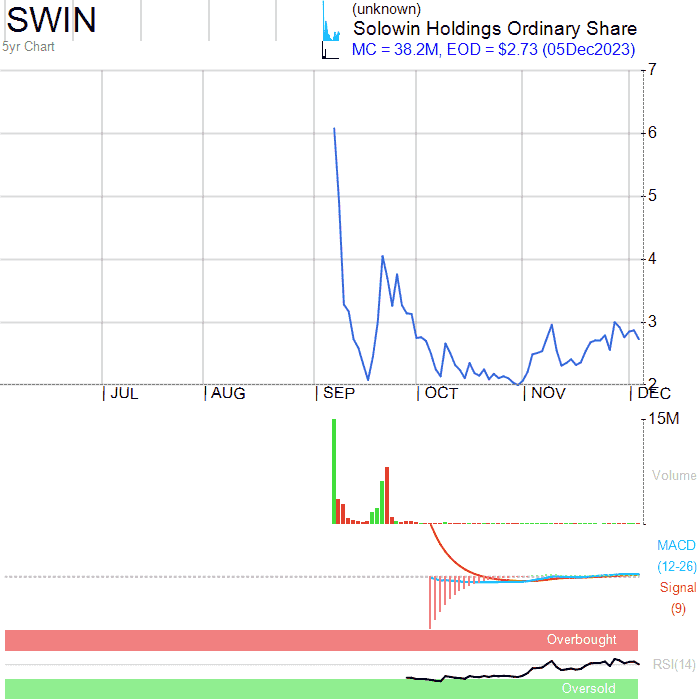 SWIN
(unknown)
Solowin Holdings Ordinary Share
5yr Chart
MC = 38.2M, EOD = $2.73 (05Dec2023)
7
6
5
4
3
2
| JUL | AUG | SEP | OCT | NOV | DEC
15M
Volume
MACD
(12-26)
Signal
(9)
Overbought
RSI(14)
Oversold